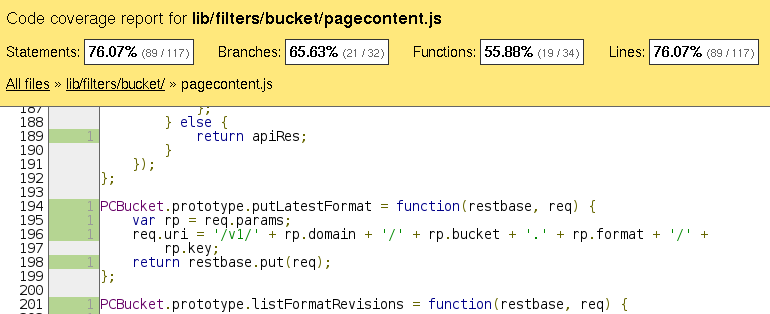 Code coverage report for lib/filters/bucket/pagecontent.js
Statements: 76.07% (89 / 117) Branches: 65.63% (21 / 32) Functions: 55.88% (19 / 34) Lines: 76.07% (89 / 117)
All files » lib/filters/bucket/ » pagecontent.js
187 };
188 } else {
189 1 return apiRes;
190 }
191 });
192 };
193
194 1 PCBucket.prototype.putLatestFormat = function(restbase, req) {
195 1 var rp = req.params;
196 1 req.uri = '/v1/' + rp.domain + '/' + rp.bucket + '.' + rp.format + '/' +
197 rp.key;
198 1 return restbase.put(req);
199 };
200
201 1 PCBucket.prototype.listFormatRevisions = function(restbase, req) {